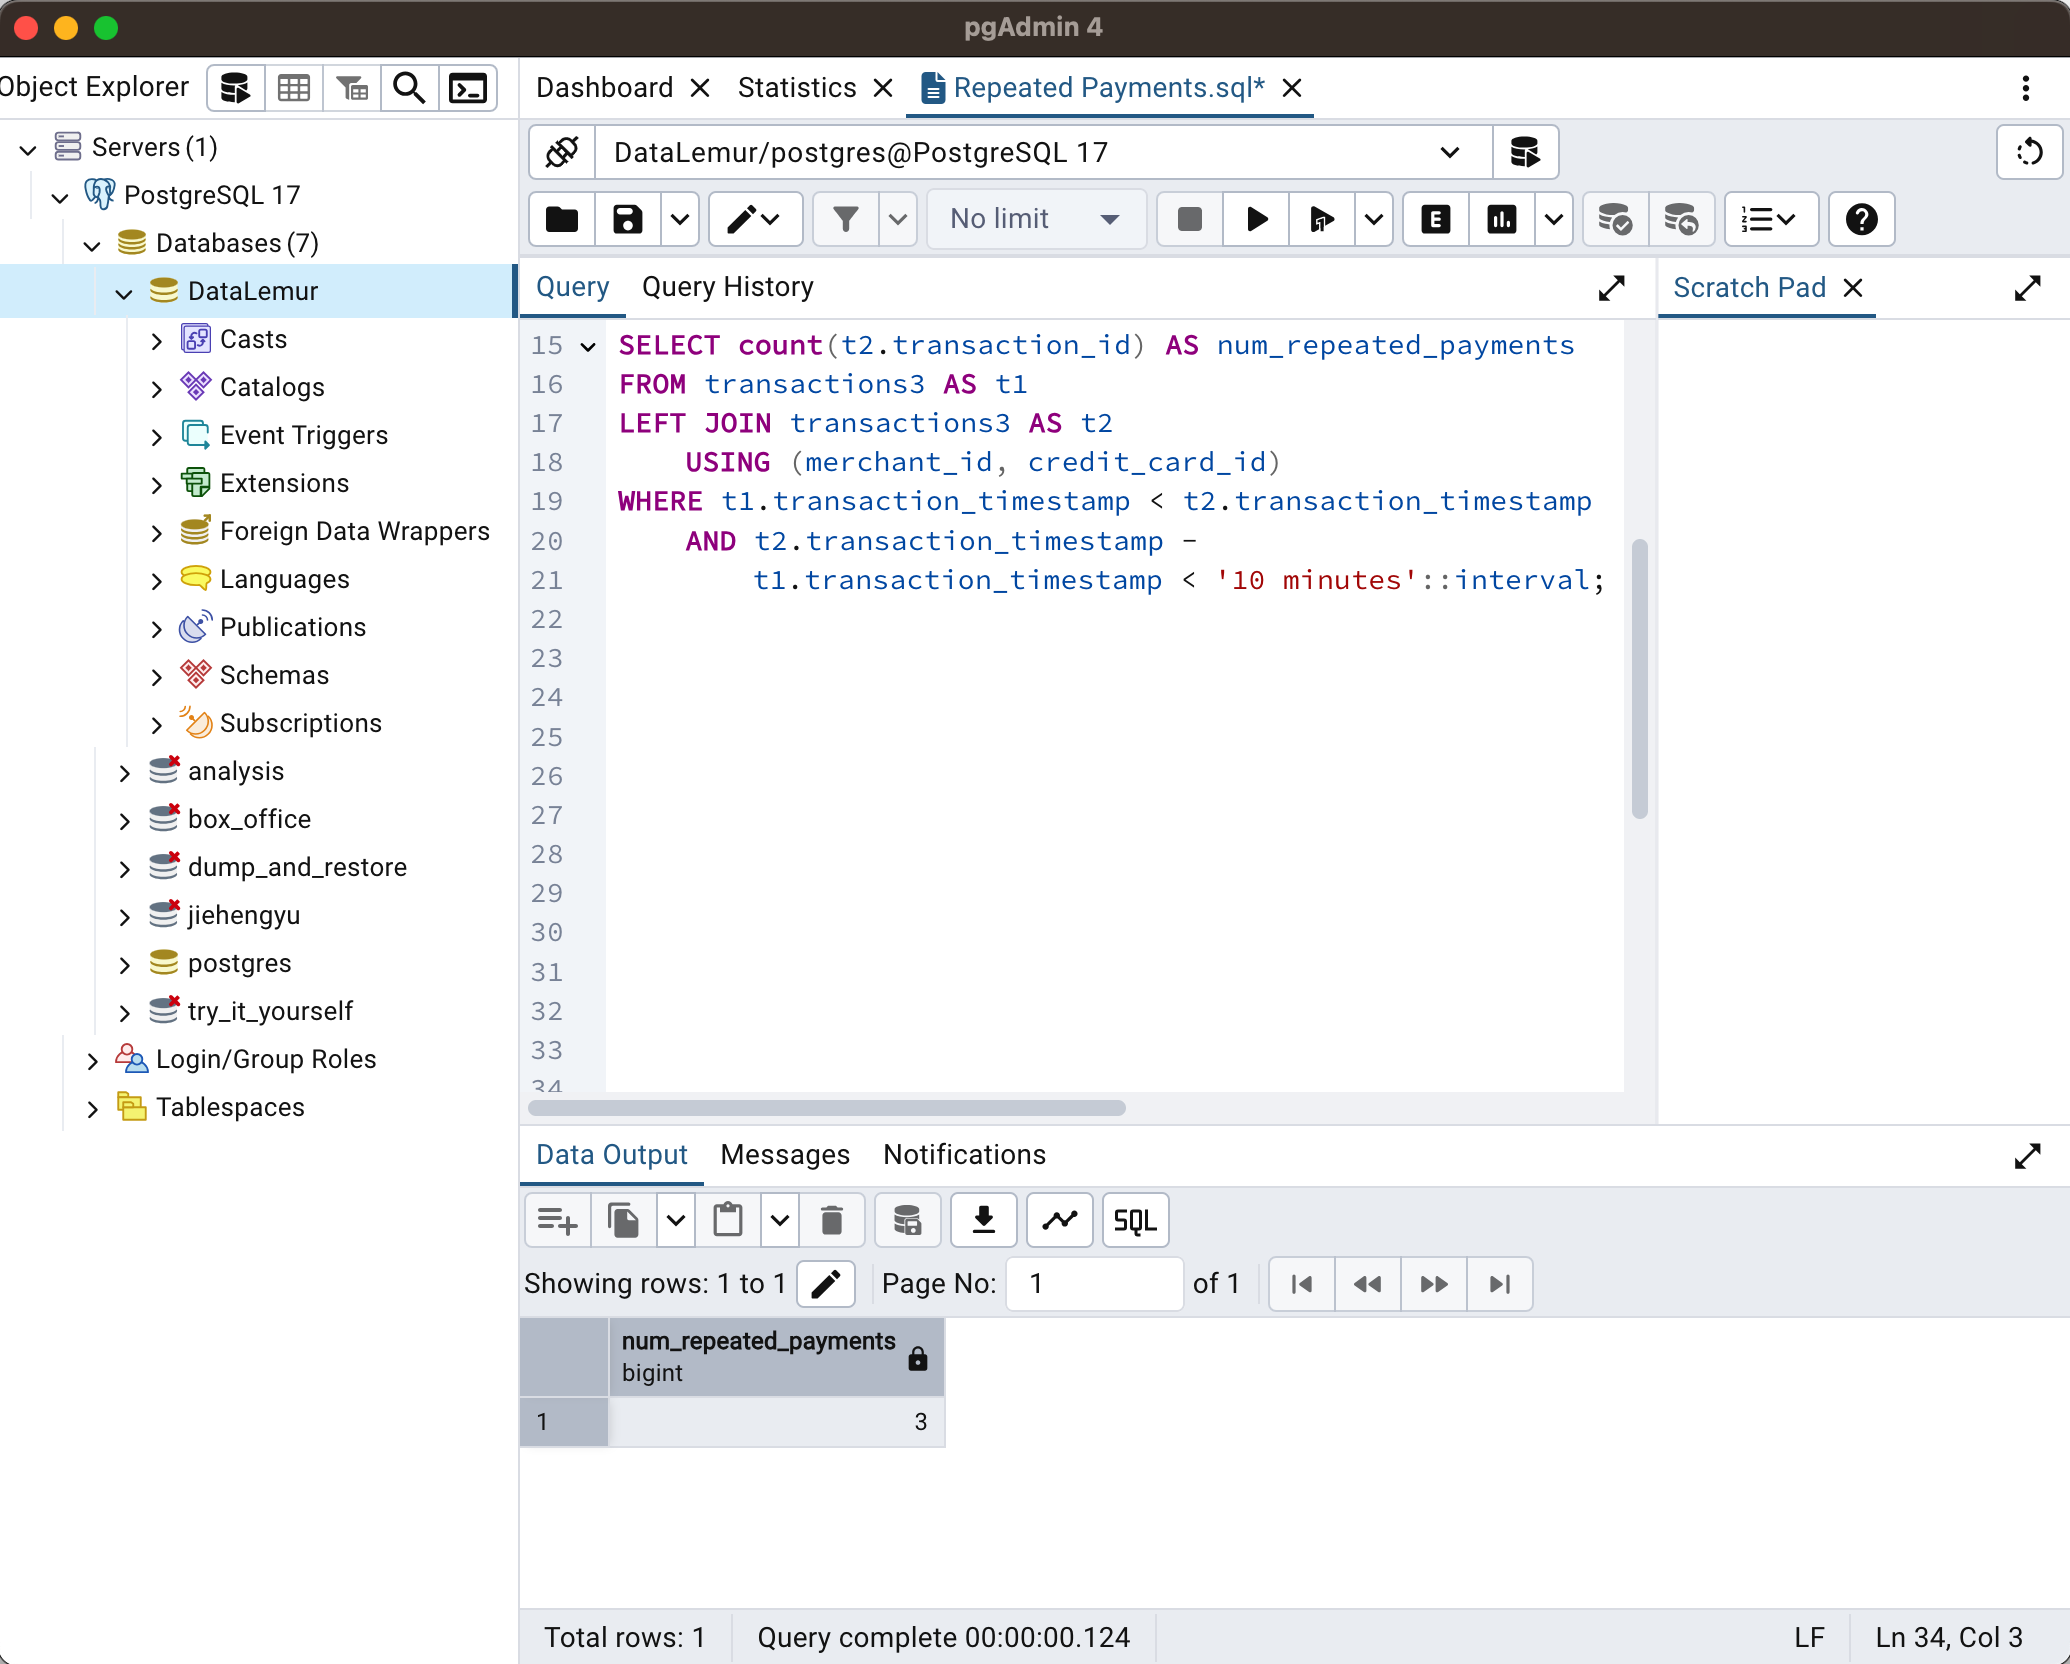 pgAdmin 4
Object Explorer
Dashboard
Statistics
Repeated Payments.sql*
Servers (1)
PostgreSQL 17
Databases (7)
DataLemur
Casts
Catalogs
Event Triggers
Extensions
Foreign Data Wrappers
Languages
Publications
Schemas
Subscriptions
analysis
box_office
dump_and_restore
jiehengyu
postgres
try_it_yourself
Login/Group Roles
Tablespaces
DataLemur/postgres@PostgreSQL 17
No limit
E
Query
Query History
Scratch Pad
15 SELECT count(t2.transaction_id) AS num_repeated_payments
16 FROM transactions3 AS t1
17 LEFT JOIN transactions3 AS t2
18 USING (merchant_id, credit_card_id)
19 WHERE t1.transaction_timestamp < t2.transaction_timestamp
20 AND t2.transaction_timestamp -
21 t1.transaction_timestamp < '10 minutes'::interval;
22
23
24
25
26
27
28
29
30
31
32
33
34
Data Output
Messages
Notifications
SQL
Showing rows: 1 to 1
Page No: 1 of 1
num_repeated_payments
bigint
1 3
Total rows: 1
Query complete 00:00:00.124
LF
Ln 34, Col 3